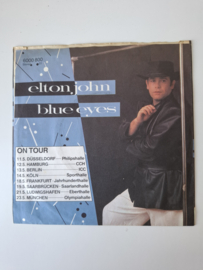 elton john
blue eyes
ON TOUR
11.5. DÜSSELDORF - Philipshalle
12.5. HAMBURG CCH
13.5. BERLIN ICC
14.5. KÖLN Sporthalle
18.5. FRANKFURT - Jahrhunderthalle
19.5. SAARBRÜCKEN - Saarlandhalle
21.5. LUDWIGSHAFEN - Eberthalle
22.5. MÜNCHEN - Olympiahalle